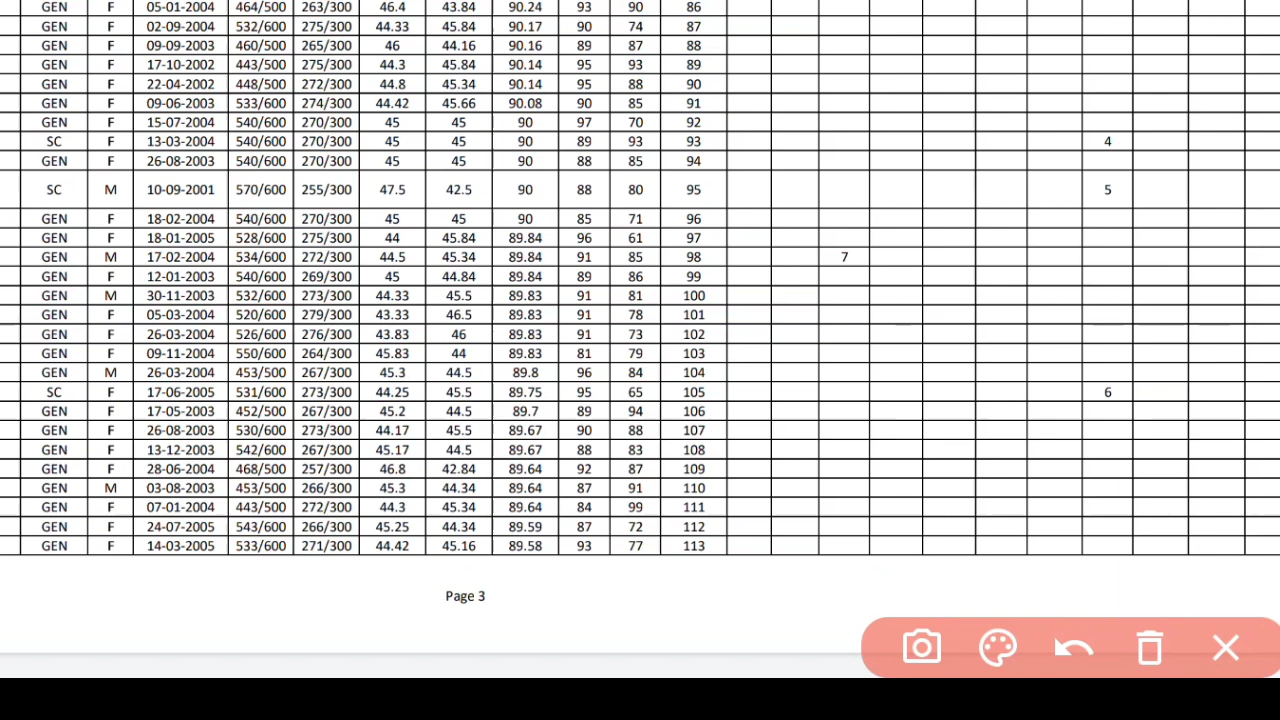 GEN F 05-01-2004 464/500 263/300 46.4 43.84 90.24 93 90 86
GEN F 02-09-2004 532/600 275/300 44.33 45.84 90.17 90 74 87
GEN F 09-09-2003 460/500 265/300 46 44.16 90.16 89 87 88
GEN F 17-10-2002 443/500 275/300 44.3 45.84 90.14 95 93 89
GEN F 22-04-2002 448/500 272/300 44.8 45.34 90.14 95 88 90
GEN F 09-06-2003 533/600 274/300 44.42 45.66 90.08 90 85 91
GEN F 15-07-2004 540/600 270/300 45 45 90 97 70 92
SC F 13-03-2004 540/600 270/300 45 45 90 89 93 93 4
GEN F 26-08-2003 540/600 270/300 45 45 90 88 85 94
SC M 10-09-2001 570/600 255/300 47.5 42.5 90 88 80 95 5
GEN F 18-02-2004 540/600 270/300 45 45 90 85 71 96
GEN F 18-01-2005 528/600 275/300 44 45.84 89.84 96 61 97
GEN M 17-02-2004 534/600 272/300 44.5 45.34 89.84 91 85 98 7
GEN F 12-01-2003 540/600 269/300 45 44.84 89.84 89 86 99
GEN M 30-11-2003 532/600 273/300 44.33 45.5 89.83 91 81 100
GEN F 05-03-2004 520/600 279/300 43.33 46.5 89.83 91 78 101
GEN F 26-03-2004 526/600 276/300 43.83 46 89.83 91 73 102
GEN F 09-11-2004 550/600 264/300 45.83 44 89.83 81 79 103
GEN M 26-03-2004 453/500 267/300 45.3 44.5 89.8 96 84 104
SC F 17-06-2005 531/600 273/300 44.25 45.5 89.75 95 65 105 6
GEN F 17-05-2003 452/500 267/300 45.2 44.5 89.7 89 94 106
GEN F 26-08-2003 530/600 273/300 44.17 45.5 89.67 90 88 107
GEN F 13-12-2003 542/600 267/300 45.17 44.5 89.67 88 83 108
GEN F 28-06-2004 468/500 257/300 46.8 42.84 89.64 92 87 109
GEN M 03-08-2003 453/500 266/300 45.3 44.34 89.64 87 91 110
GEN F 07-01-2004 443/500 272/300 44.3 45.34 89.64 84 99 111
GEN F 24-07-2005 543/600 266/300 45.25 44.34 89.59 87 72 112
GEN F 14-03-2005 533/600 271/300 44.42 45.16 89.58 93 77 113
Page 3